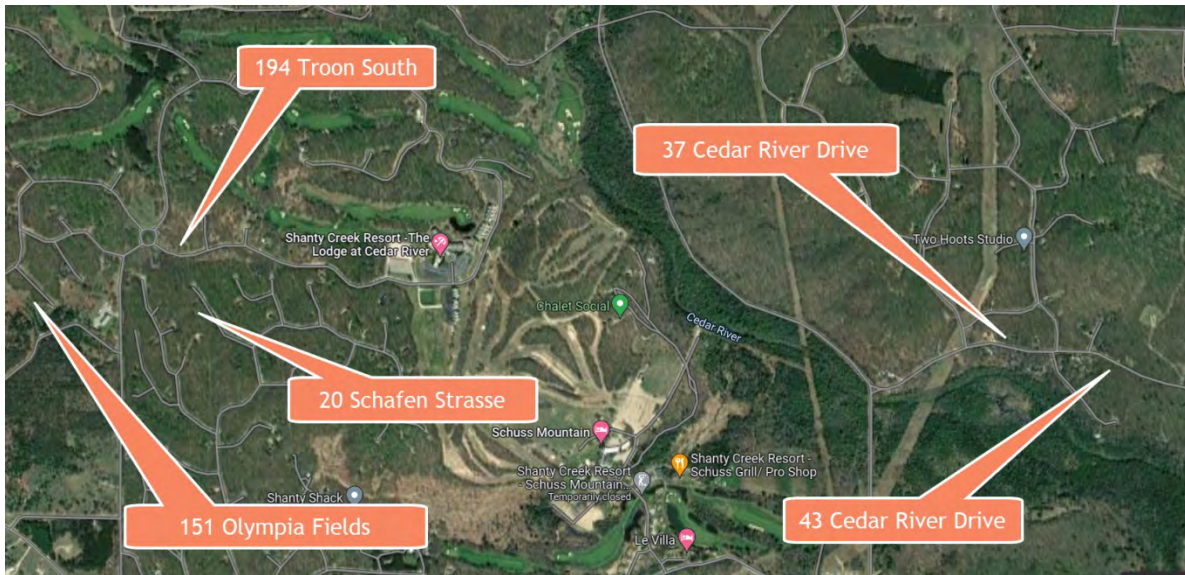 194 Troon South
37 Cedar River Drive
Shanty Creek Resort -The
Lodge at Cedar River
Two Hoots Studio
Chalet Social
Cedar River
20 Schafen Strasse
Schuss Mountain
Shanty Creek Resort -
Schuss Grill/ Pro Shop
Shanty Creek Resort
- Schuss Mountain...
Temporarily closed
Shanty Shack
151 Olympia Fields
43 Cedar River Drive
Le Villa